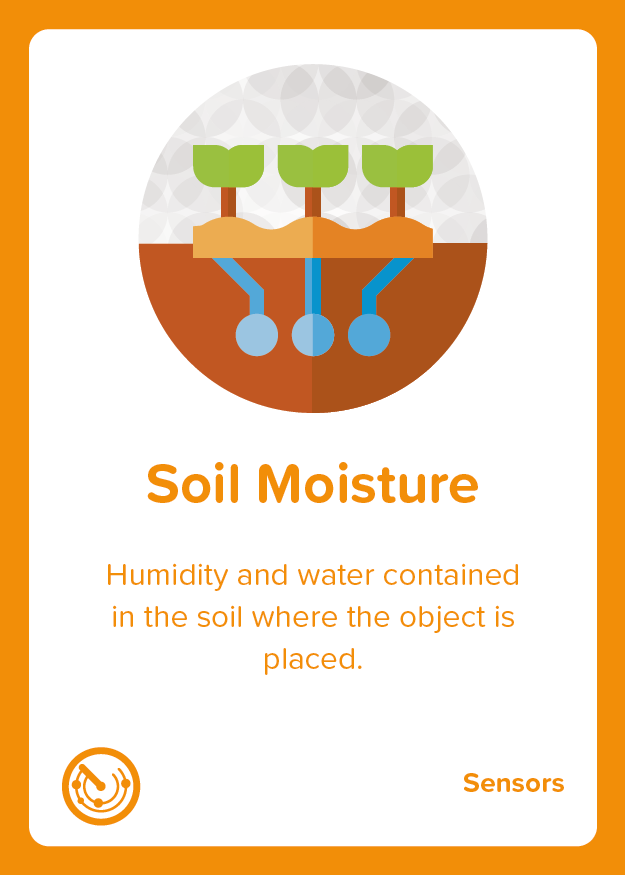 Soil Moisture
Humidity and water contained
in the soil where the object is
placed.
Sensors